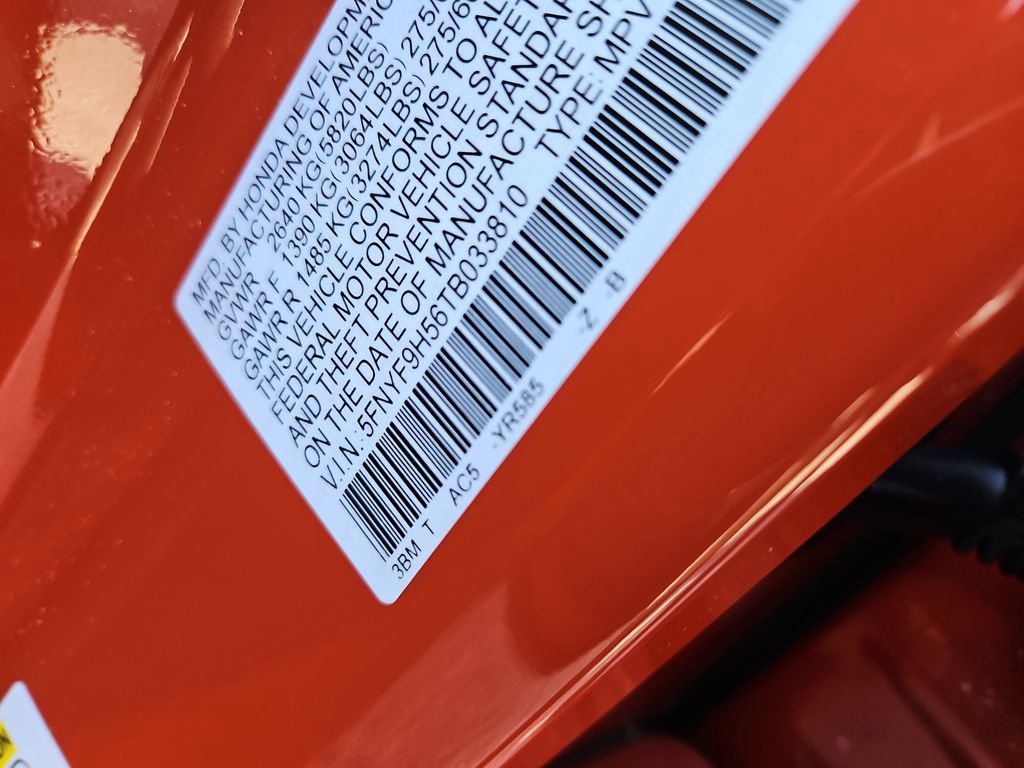 MFD. BY HONDA DEVELOPM
MANUFACTURING OF AMERIC
GVWR 2640 KG(5820LBS)
GAWR F 1390 KG(3064LBS) 275/
GAWR R 1485 KG(3274LBS) 275/6
THIS VEHICLE CONFORMS TO AL
FEDERAL MOTOR VEHICLE SAFET
AND THEFT PREVENTION STANDAR
ON THE DATE OF MANUFACTURE SH
V.I.N.:5FNYF9H56TB033810 TYPE:MPV
3BM T AC5 -YR585 -Z -B